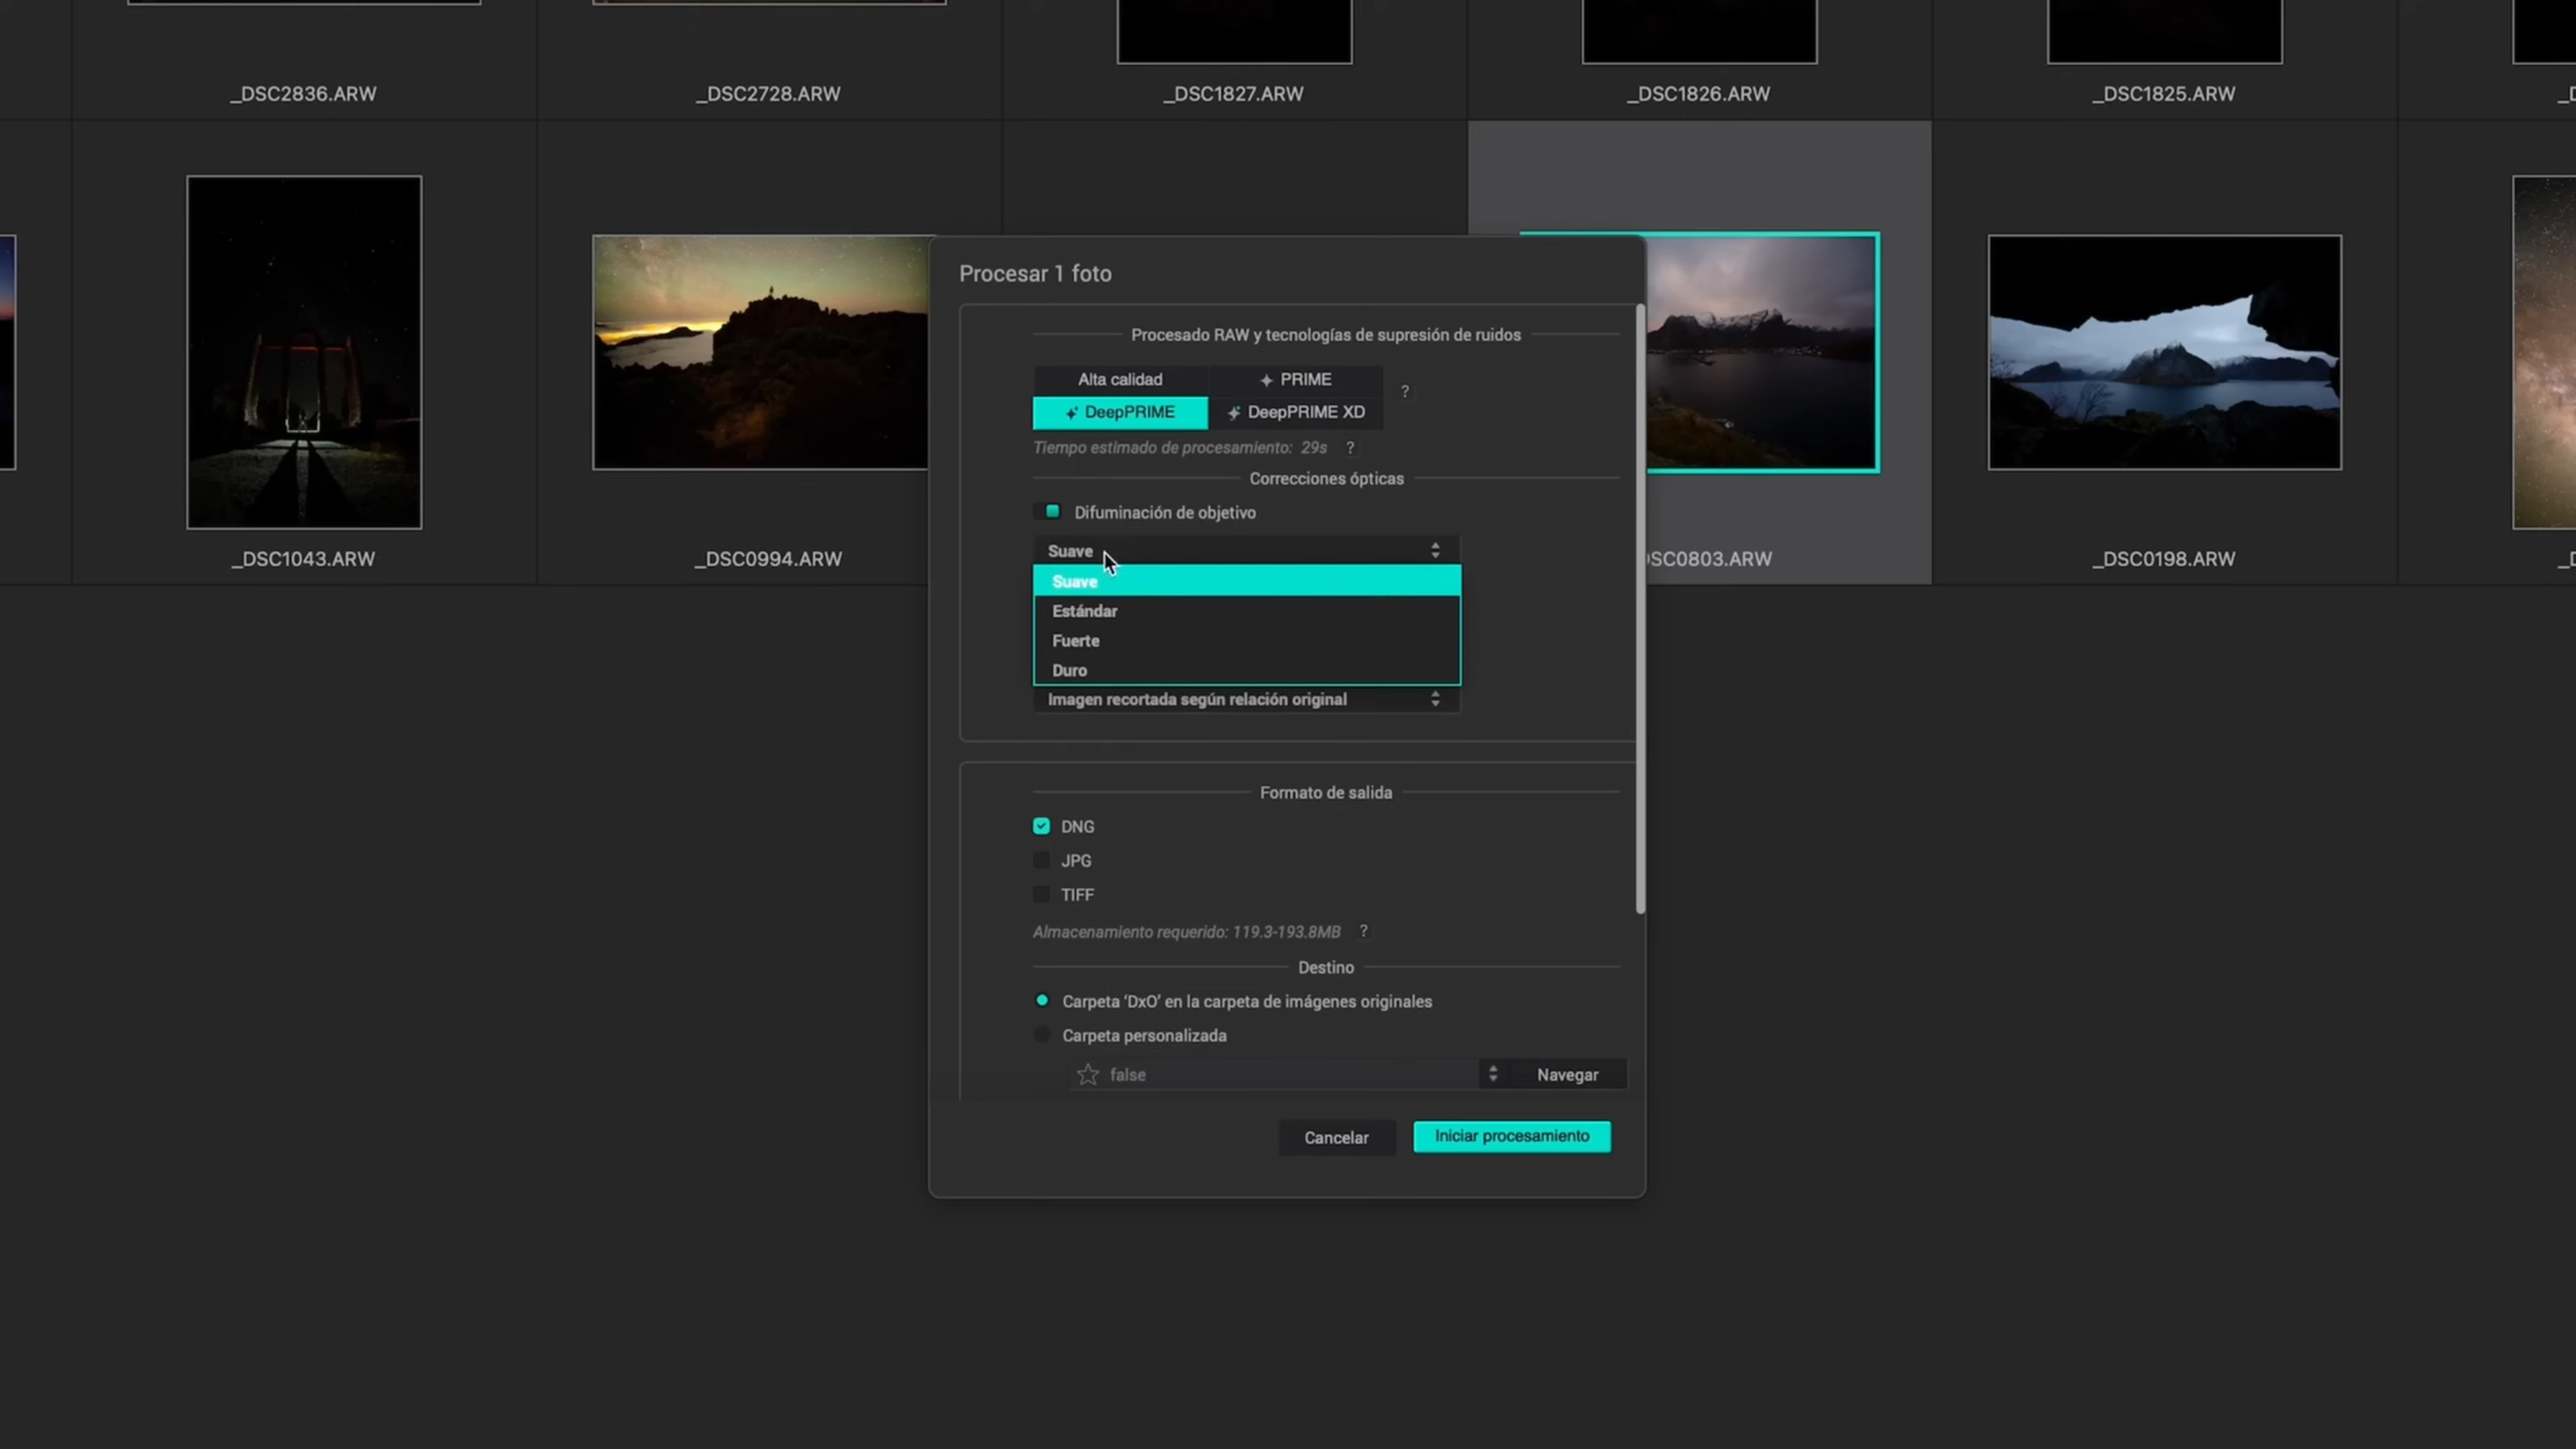 _DSC2836.ARW
_DSC2728.ARW
_DSC1827.ARW
_DSC1826.ARW
_DSC1825.ARW
_DSC1043.ARW
_DSC0994.ARW
DSC0803.ARW
_DSC0198.ARW
Procesar 1 foto
Procesado RAW y tecnologías de supresión de ruidos
Alta calidad
PRIME
?
DeepPRIME
DeepPRIME XD
Tiempo estimado de procesamiento: 29s ?
Correcciones ópticas
Difuminación de objetivo
Suave
Suave
Estándar
Fuerte
Duro
Imagen recortada según relación original
Formato de salida
DNG
JPG
TIFF
Almacenamiento requerido: 119.3-193.8MB ?
Destino
Carpeta ‘DxO’ en la carpeta de imágenes originales
Carpeta personalizada
false
Navegar
Cancelar
Iniciar procesamiento